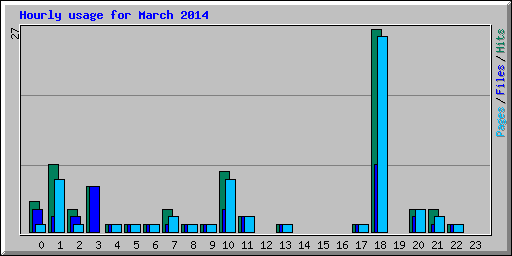 Hourly usage for March 2014
27
Pages/Files/Hits
0 1 2 3 4 5 6 7 8 9 10 11 12 13 14 15 16 17 18 19 20 21 22 23